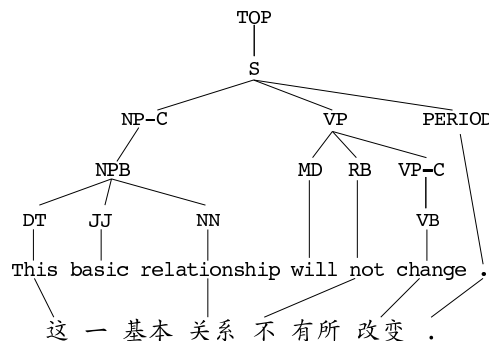 TOP
S
NP-C VP PERIOD
NPB MD RB VP-C
DT JJ NN VB
This basic relationship will not change .
这 一 基本 关系 不 有所 改变 .